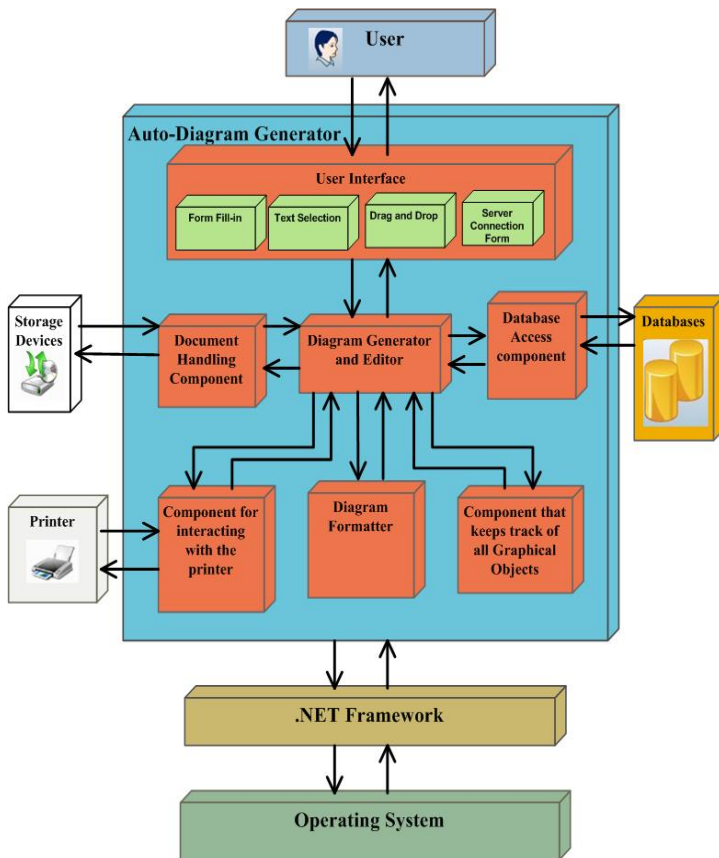 User
Auto-Diagram Generator
User Interface
Form Fill-in
Text Selection
Drag and Drop
Server
Connection
Form
Storage
Devices
Document
Handling
Component
Diagram Generator
and Editor
Database
Access
component
Databases
Printer
Component for
interacting
with the
printer
Diagram
Formatter
Component that
keeps track of
all Graphical
Objects
.NET Framework
Operating System